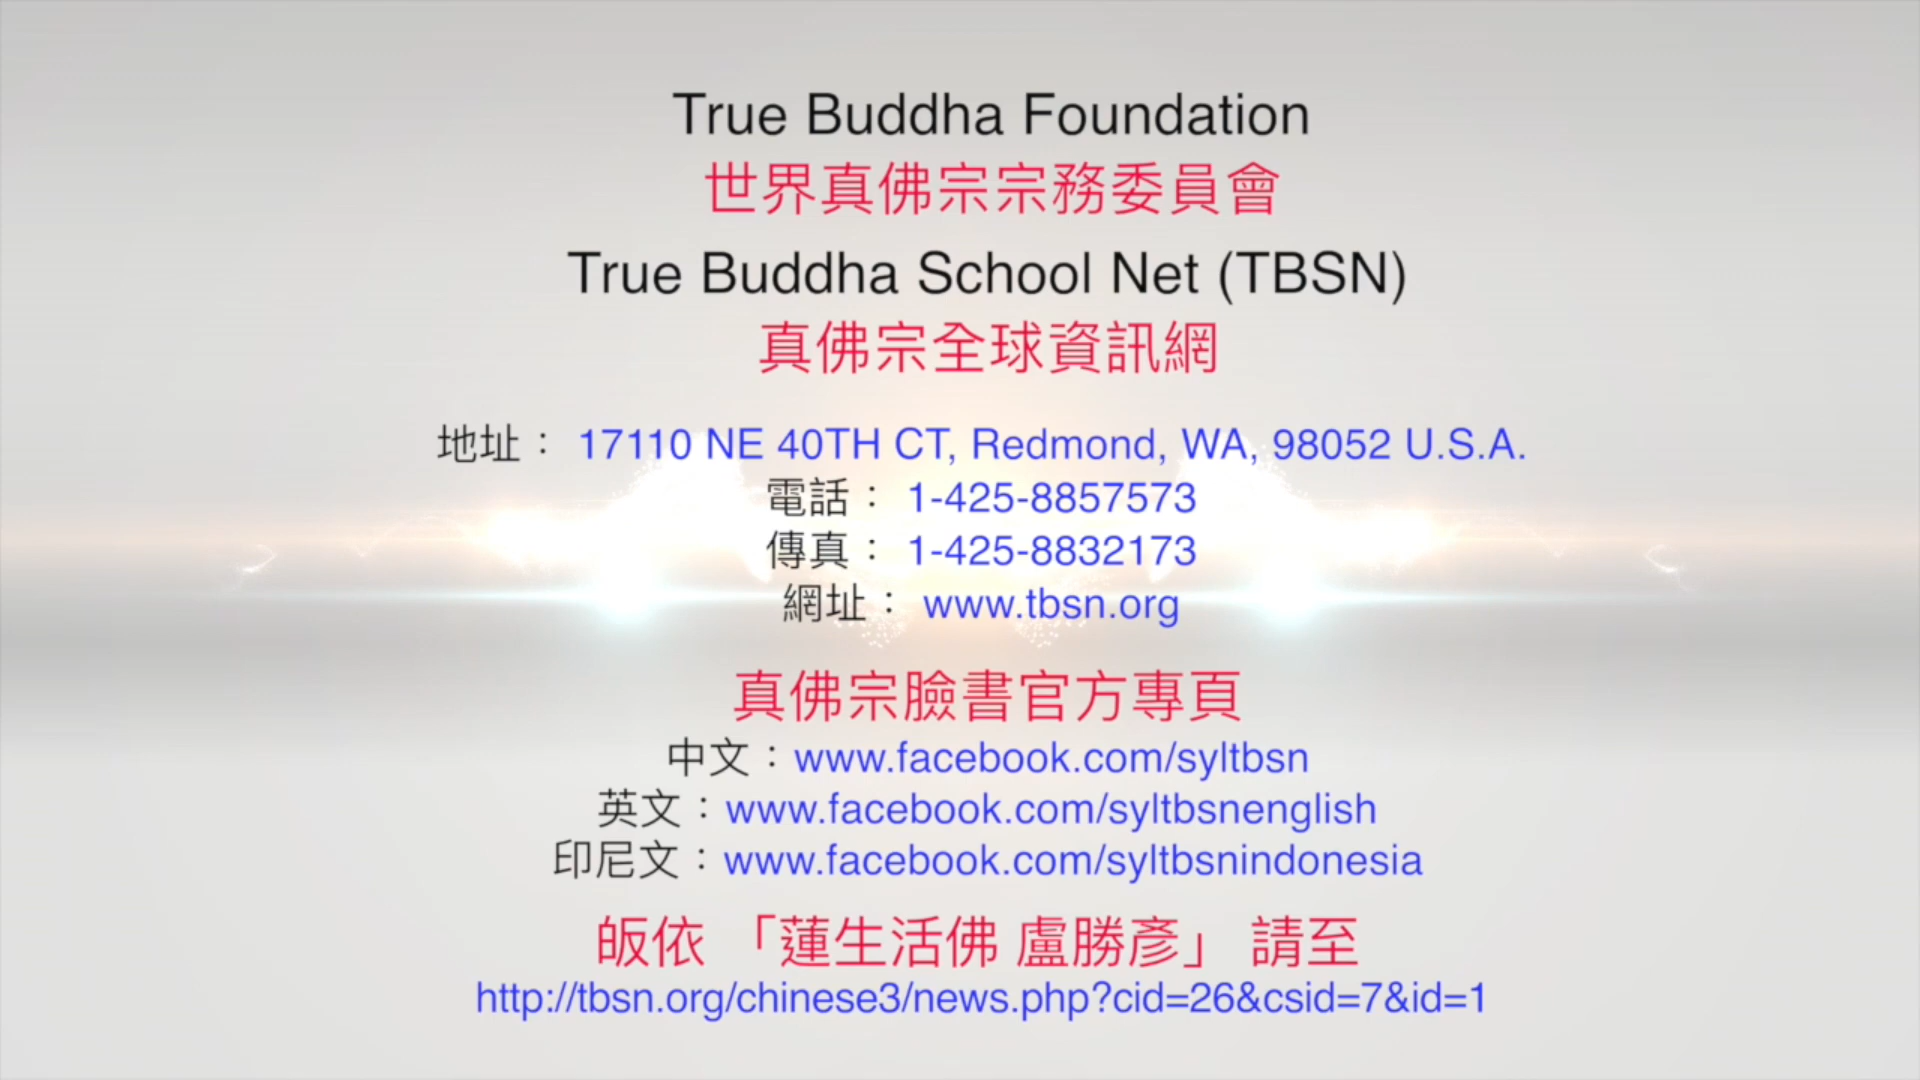 True Buddha Foundation
世界真佛宗宗務委員會
True Buddha School Net (TBSN)
真佛宗全球資訊網
地址： 17110 NE 40TH CT, Redmond, WA, 98052 U.S.A.
電話： 1-425-8857573
傳真： 1-425-8832173
網址： www.tbsn.org
真佛宗臉書官方專頁
中文：www.facebook.com/syltbsn
英文：www.facebook.com/syltbsnenglish
印尼文：www.facebook.com/syltbsnindonesia
皈依 「蓮生活佛 盧勝彥」 請至
http://tbsn.org/chinese3/news.php?cid=26&csid=7&id=1